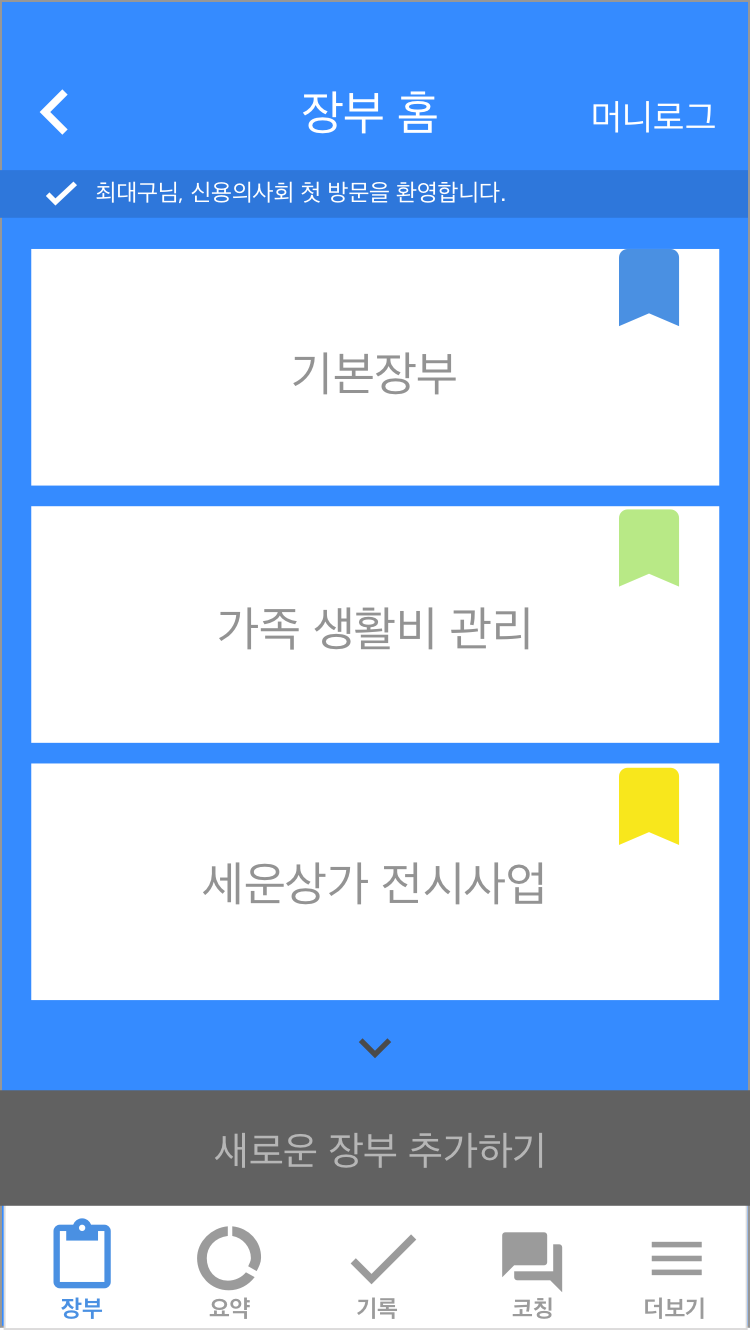 장부 홈
머니로그
최대구님, 신용의사회 첫 방문을 환영합니다.
기본장부
가족 생활비 관리
세운상가 전시사업
새로운 장부 추가하기
장부
요약
기록
코칭
더보기